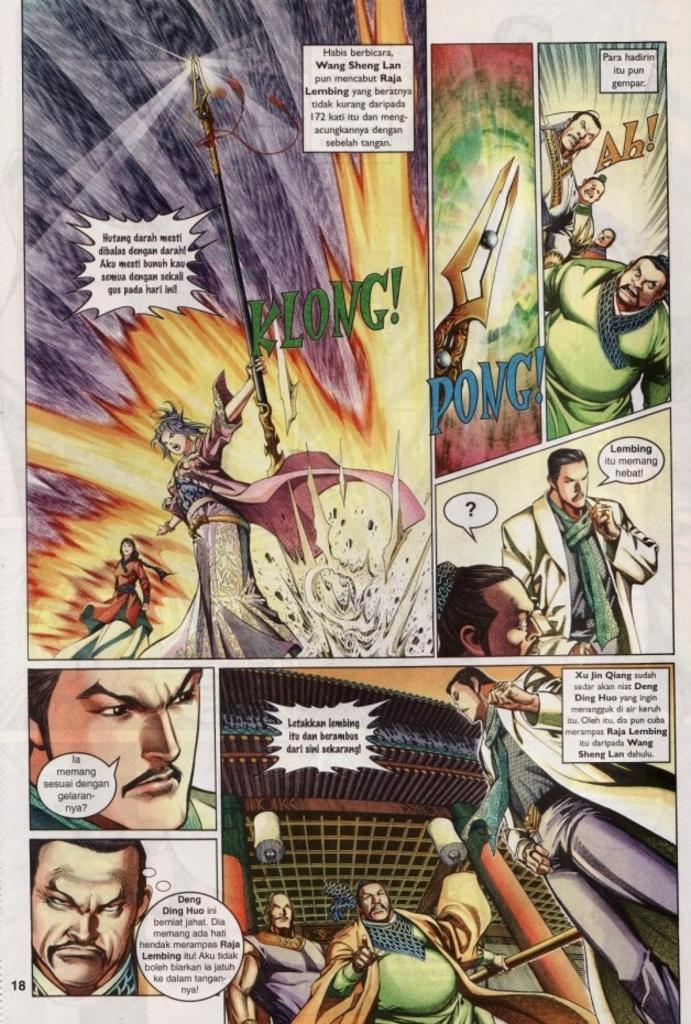 Habis berbicara,
Wang Sheng Lan
pun mencabut Raja
Lembing yang beratnya
tidak kurang daripada
172 kati itu dan meng-
acungkannya dengan
sebelah tangan.
Hutang darah mesti
dibalas dengan darah!
Aku mesti bunuh kau
semua dengan sekali
gus pada hari ini!
KLONG!
PONG!
Para hadirin
itu pun
gempar.
Ah!
Lembing
itu memang
hebat!
?
Ia
memang
sesuai dengan
gelaran-
nya?
Deng
Ding Huo ini
berniat jahat. Dia
memang ada hati
hendak merampas Raja
Lembing itu! Aku tidak
boleh biarkan ia jatuh
ke dalam tangan-
nya!
Letakkan lembing
itu dan berambus
dari sini sekarang!
Xu Jin Qiang sudah
sedar akan niat Deng
Ding Huo yang ingin
menangguk di air keruh
itu. Oleh itu, dia pun cuba
merampas Raja Lembing
itu daripada Wang
Sheng Lan dahulu.
18